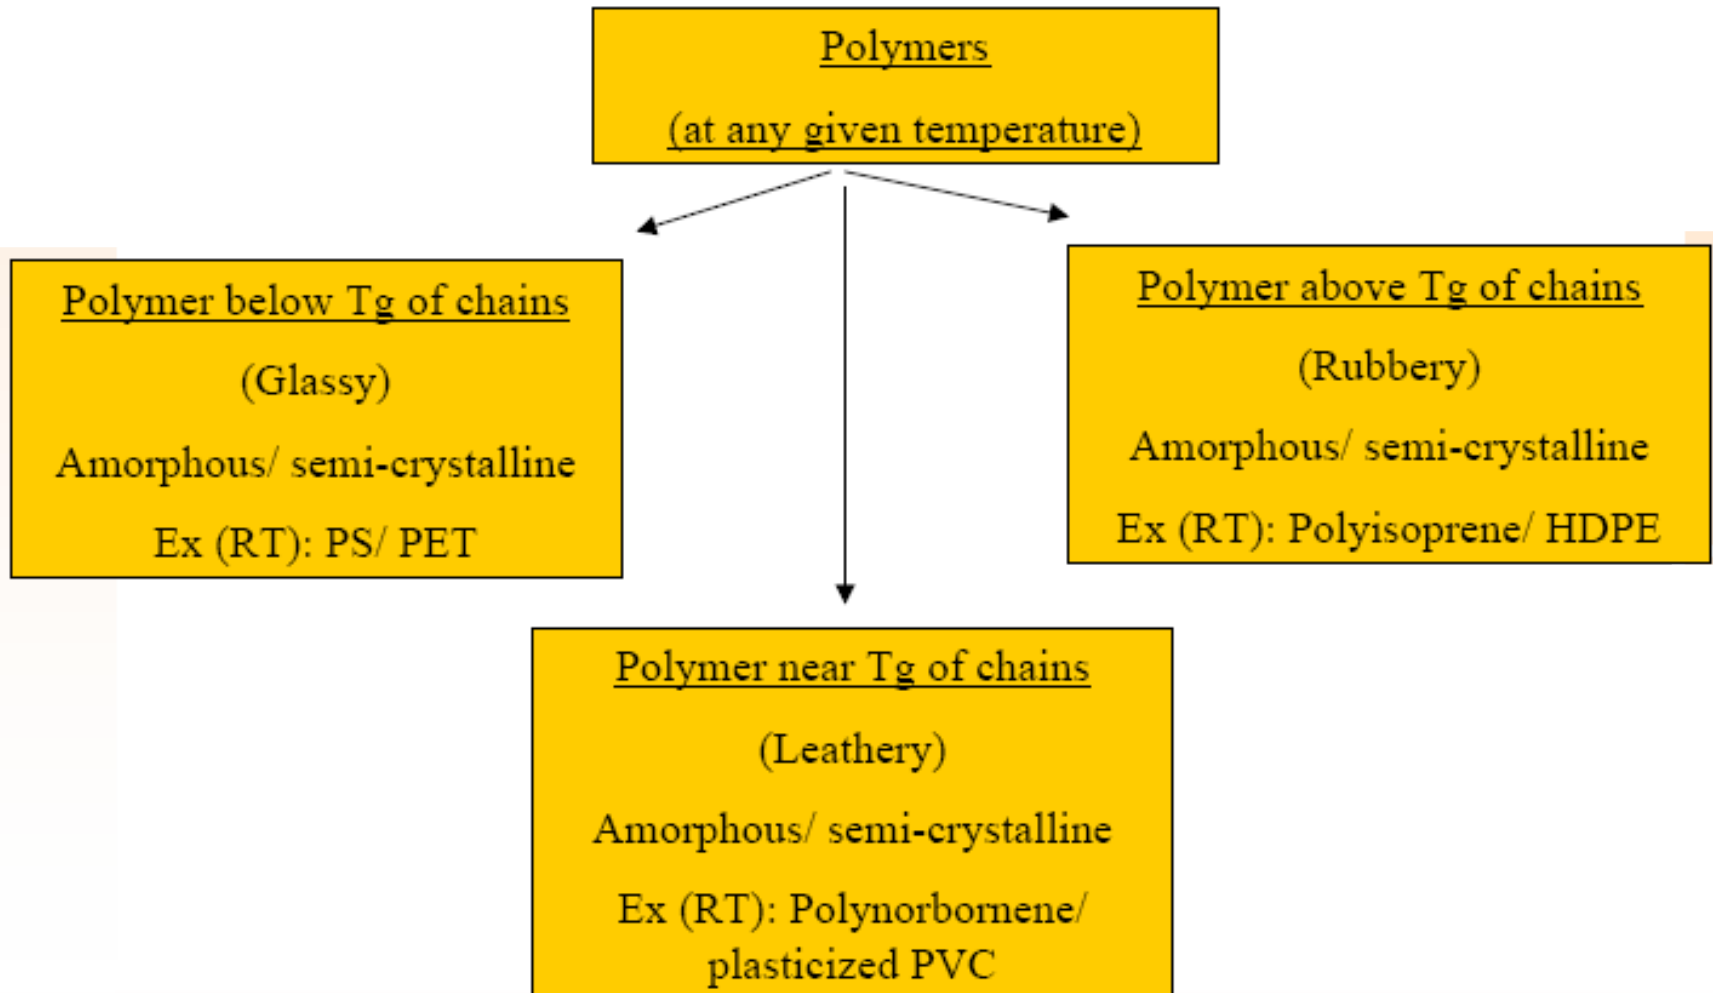 Polymers
(at any given temperature)
Polymer below Tg of chains
(Glassy)
Amorphous/ semi-crystalline
Ex (RT): PS/ PET
Polymer above Tg of chains
(Rubbery)
Amorphous/ semi-crystalline
Ex (RT): Polyisoprene/ HDPE
Polymer near Tg of chains
(Leathery)
Amorphous/ semi-crystalline
Ex (RT): Polynorbornene/
plasticized PVC